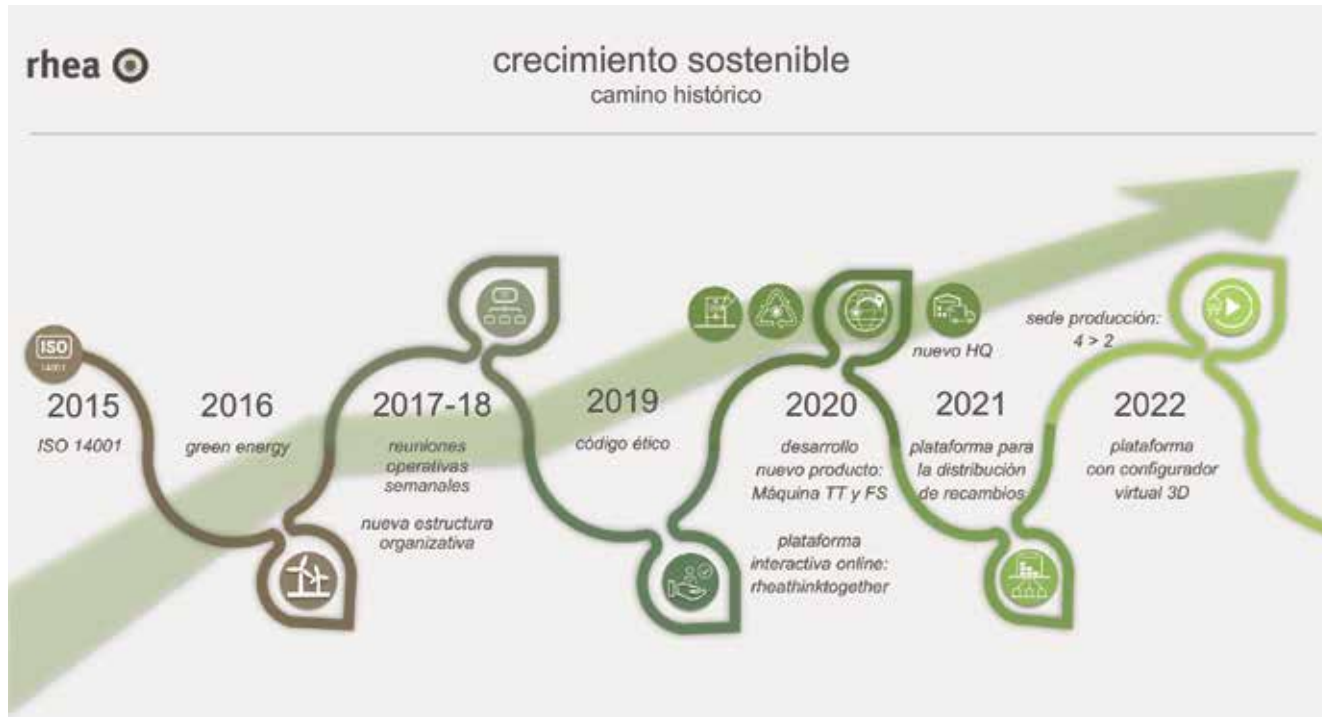 rhea
crecimiento sostenible
camino histórico
ISO
14001
2015
ISO 14001
2016
green energy
2017-18
reuniones
operativas
semanales
nueva estructura
organizativa
2019
código ético
2020
desarrollo
nuevo producto:
Máquina TT y FS
plataforma
interactiva online:
rheathinktogether
nuevo HQ
2021
plataforma para
la distribución
de recambios
sede producción:
4 > 2
2022
plataforma
con configurador
virtual 3D